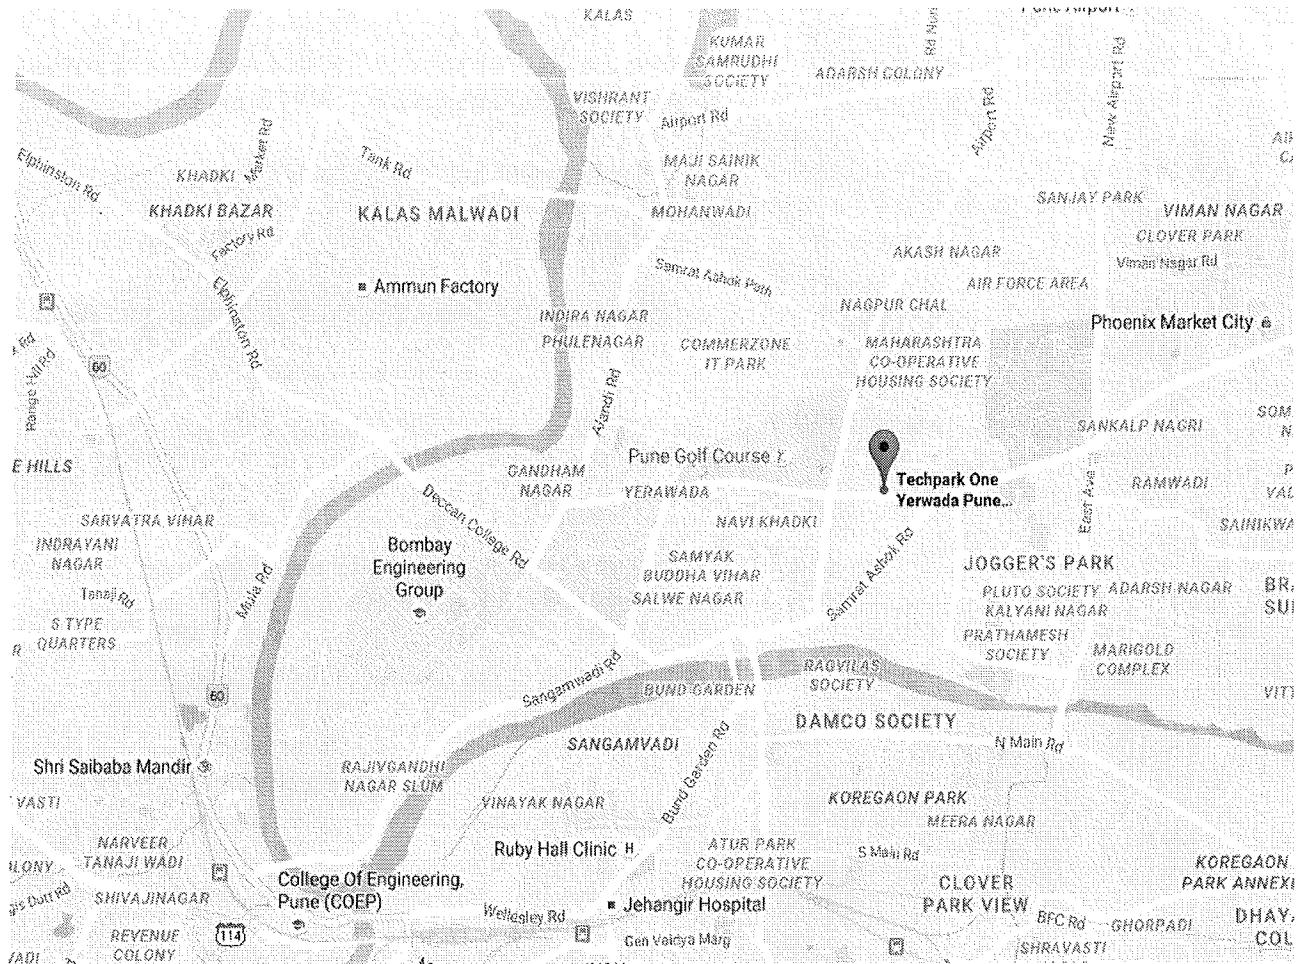 KALAS
Pune Airport
KUMAR
SAMRUDHI
SOCIETY
ADARSH COLONY
VISHRANT
SOCIETY
Airport Rd
Airport Rd
New Airport Rd
Elphinston Rd
KHADKI
Market Rd
Tank Rd
MAJI SAINIK
NAGAR
SANJAY PARK
KHADKI BAZAR
KALAS MALWADI
MOHANWADI
VIMAN NAGAR
CLOVER PARK
Factory Rd
AKASH NAGAR
Viman Nagar Rd
Samrat Ashok Path
AIR FORCE AREA
Ammun Factory
Elphinston Rd
INDIRA NAGAR
NAGPUR CHAL
Phoenix Market City
PHULENAGAR
COMMERZONE
IT PARK
MAHARASHTRA
CO-OPERATIVE
HOUSING SOCIETY
60
Range Hill Rd
Alandi Rd
SANKALP NAGRI
E HILLS
Pune Golf Course
GANDHAM
NAGAR
YERAWADA
Techpark One
Yerwada Pune...
RAMWADI
East Ave
SARVATRA VIHAR
Deccan College Rd
NAVI KHADKI
SAINIKWA
INDRAYANI
NAGAR
Bombay
Engineering
Group
SAMYAK
BUDDHA VIHAR
SALWE NAGAR
Samrat Ashok Rd
JOGGER'S PARK
Tanaji Rd
Mula Rd
PLUTO SOCIETY
ADARSH NAGAR
KALYANI NAGAR
S TYPE
QUARTERS
PRATHAMESH
SOCIETY
MARIGOLD
COMPLEX
60
Sangamwadi Rd
BUND GARDEN
RAGVILAS
SOCIETY
VITT
DAMCO SOCIETY
SANGAMVADI
N Main Rd
Shri Saibaba Mandir
RAJIVGANDHI
NAGAR SLUM
Bund Garden Rd
VASTI
VINAYAK NAGAR
KOREGAON PARK
MEERA NAGAR
NARVEER
TANAJI WADI
Ruby Hall Clinic
H
ATUR PARK
CO-OPERATIVE
HOUSING SOCIETY
S Main Rd
KOREGAON
PARK ANNEX
OLONY
College Of Engineering,
Pune (COEP)
CLOVER
PARK VIEW
SHIVAJINAGAR
Wellesley Rd
Jehangir Hospital
BFC Rd
GHORPADI
DHAY
COL
REVENUE
COLONY
114
Gen Vaidya Marg
SHRAVASTI